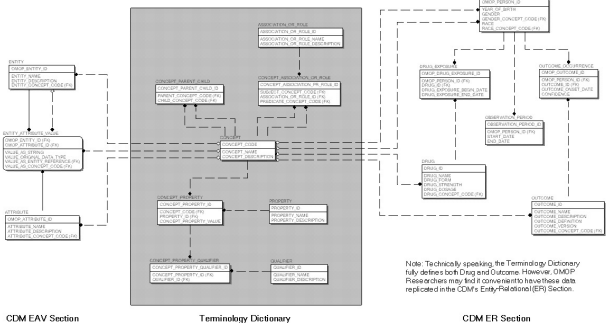 OMOP_PERSON_ID
YEAR_OF_BIRTH
GENDER
GENDER_CONCEPT_CODE (FK)
RACE
RACE_CONCEPT_CODE (FK)
ASSOCIATION_OR_ROLE
ASSOCIATION_OR_ROLE_ID
ASSOCIATION_OR_ROLE_NAME
ASSOCIATION_OR_ROLE_DESCRIPTION
ENTITY
OMOP_ENTITY_ID
ENTITY_NAME
ENTITY_DESCRIPTION
ENTITY_CONCEPT_CODE (FK)
CONCEPT_PARENT_CHILD
CONCEPT_PARENT_CHILD_ID
PARENT_CONCEPT_CODE (FK)
CHILD_CONCEPT_CODE (FK)
CONCEPT_ASSOCIATION_OR_ROLE
CONCEPT_ASSOCIATION_OR_ROLE_ID
SUBJECT_CONCEPT_CODE (FK)
ASSOCIATION_OR_ROLE_ID (FK)
PREDICATE_CONCEPT_CODE (FK)
DRUG_EXPOSURE
OMOP_DRUG_EXPOSURE_ID
OMOP_PERSON_ID (FK)
DRUG_ID (FK)
DRUG_EXPOSURE_BEGIN_DATE
DRUG_EXPOSURE_END_DATE
OUTCOME_OCCURRENCE
OMOP_OUTCOME_ID
OMOP_PERSON_ID (FK)
OUTCOME_ID (FK)
OUTCOME_ONSET_DATE
CONFIDENCE
OBSERVATION_PERIOD
OBSERVATION_PERIOD_ID
OMOP_PERSON_ID (FK)
START_DATE
END_DATE
ENTITY_ATTRIBUTE_VALUE
OMOP_ENTITY_ID (FK)
OMOP_ATTRIBUTE_ID (FK)
VALUE_AS_STRING
VALUE_ORIGINAL_DATA_TYPE
VALUE_AS_ENTITY_REFERENCE (FK)
VALUE_AS_CONCEPT_CODE (FK)
CONCEPT
CONCEPT_CODE
CONCEPT_NAME
CONCEPT_DESCRIPTION
DRUG
DRUG_ID
DRUG_NAME
DRUG_FORM
DRUG_STRENGTH
DRUG_DOSAGE
DRUG_CONCEPT_CODE (FK)
CONCEPT_PROPERTY
CONCEPT_PROPERTY_ID
CONCEPT_CODE (FK)
PROPERTY_ID (FK)
CONCEPT_PROPERTY_VALUE
PROPERTY
PROPERTY_ID
PROPERTY_NAME
PROPERTY_DESCRIPTION
OUTCOME
OUTCOME_ID
OUTCOME_NAME
OUTCOME_DESCRIPTION
OUTCOME_DEFINITION
OUTCOME_VERSION
OUTCOME_CONCEPT_CODE (FK)
ATTRIBUTE
OMOP_ATTRIBUTE_ID
ATTRIBUTE_NAME
ATTRIBUTE_DESCRIPTION
ATTRIBUTE_CONCEPT_CODE (FK)
CONCEPT_PROPERTY_QUALIFIER
CONCEPT_PROPERTY_QUALIFIER_ID
CONCEPT_PROPERTY_ID (FK)
QUALIFIER_ID (FK)
QUALIFIER
QUALIFIER_ID
QUALIFIER_NAME
QUALIFIER_DESCRIPTION
Note: Technically speaking, the Terminology Dictionary
fully defines both Drug and Outcome. However, OMOP
Researchers may find it convenient to have these data
replicated in the CDM's Entity-Relational (ER) Section.
CDM EAV Section
Terminology Dictionary
CDM ER Section